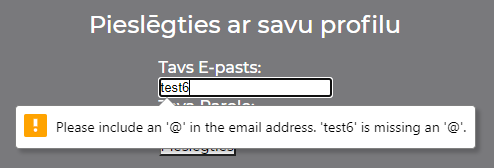 Pieslēgties ar savu profilu
Tavs E-pasts:
test6
Please include an '@' in the email address. 'test6' is missing an '@'.